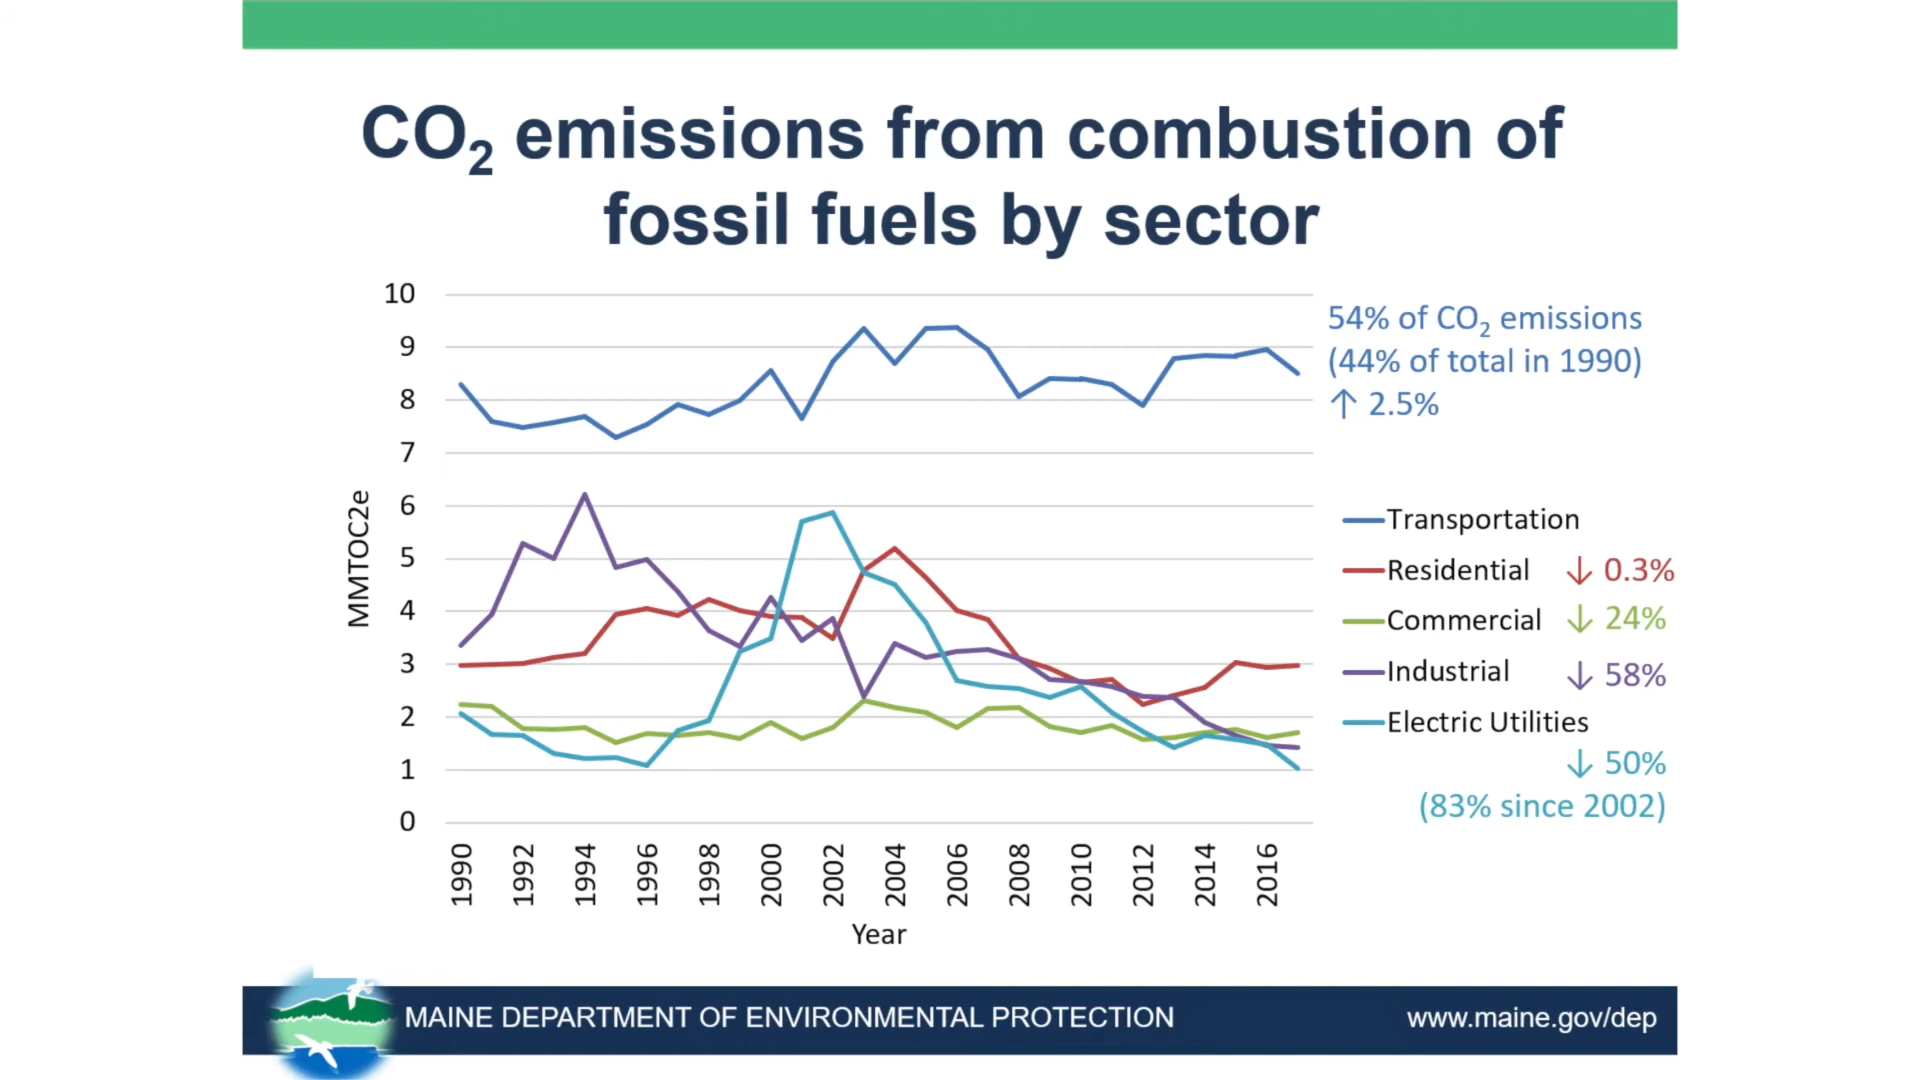 CO₂ emissions from combustion of
fossil fuels by sector
10
9
8
7
6
5
4
3
2
1
0
MMTOC2e
1990
1992
1994
1996
1998
2000
2002
2004
2006
2008
2010
2012
2014
2016
Year
54% of CO₂ emissions
(44% of total in 1990)
↑ 2.5%
Transportation
Residential ↓ 0.3%
Commercial ↓ 24%
Industrial ↓ 58%
Electric Utilities
↓ 50%
(83% since 2002)
MAINE DEPARTMENT OF ENVIRONMENTAL PROTECTION
www.maine.gov/dep